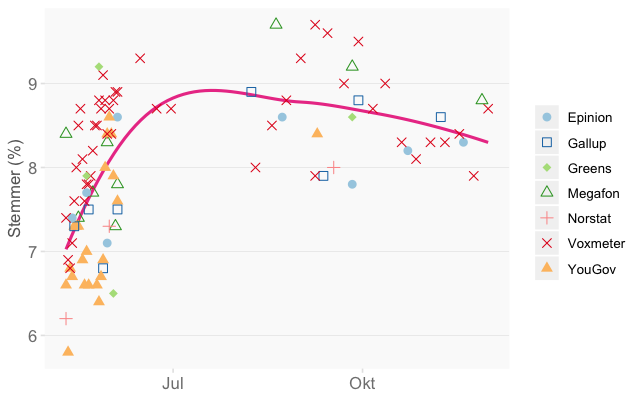 Stemmer (%)
9
8
7
6
Jul
Okt
Epinion
Gallup
Greens
Megafon
Norstat
Voxmeter
YouGov